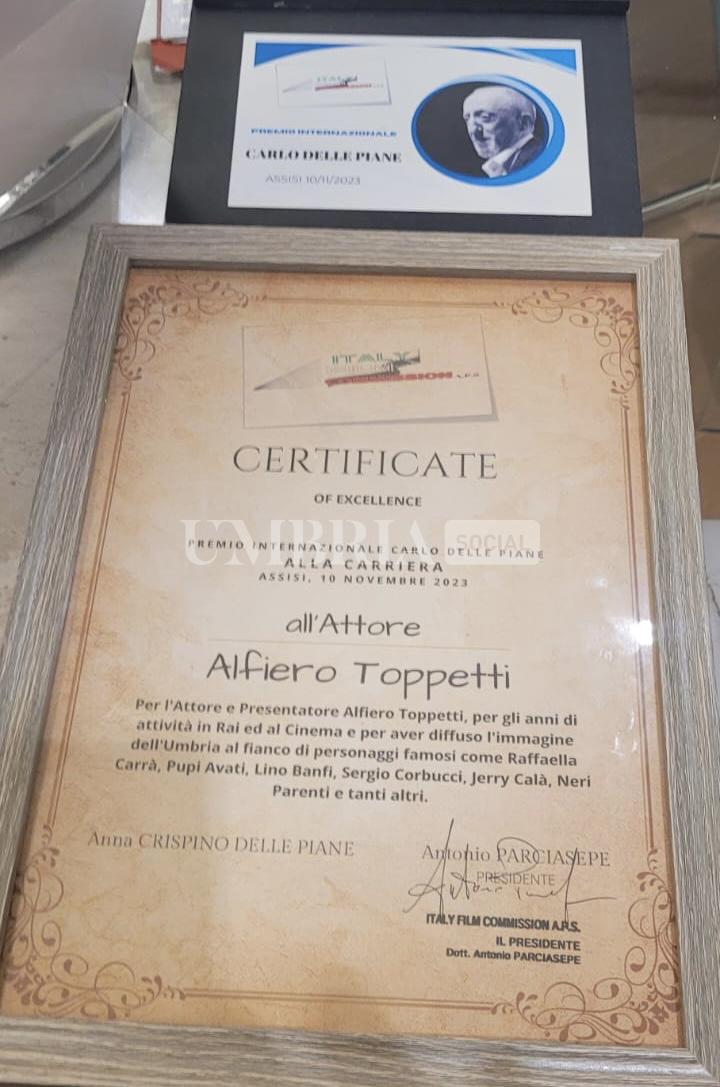 ITALY
PREMIO INTERNAZIONALE
CARLO DELLE PIANE
ASSISI 10/11/2023
ITALY
COMMISSION A.P.S
CERTIFICATE
OF EXCELLENCE
UMBRIA SOCIAL
PREMIO INTERNAZIONALE CARLO DELLE PIANE
ALLA CARRIERA
ASSISI, 10 NOVEMBRE 2023
all'Attore
Alfiero Toppetti
Per l'Attore e Presentatore Alfiero Toppetti, per gli anni di
attività in Rai ed al Cinema e per aver diffuso l'immagine
dell'Umbria al fianco di personaggi famosi come Raffaella
Carrà, Pupi Avati, Lino Banfi, Sergio Corbucci, Jerry Calà, Neri
Parenti e tanti altri.
Anna CRISPINO DELLE PIANE
Antonio PARCIASEPE
PRESIDENTE
ITALY FILM COMMISSION A.P.S.
IL PRESIDENTE
Dott. Antonio PARCIASEPE